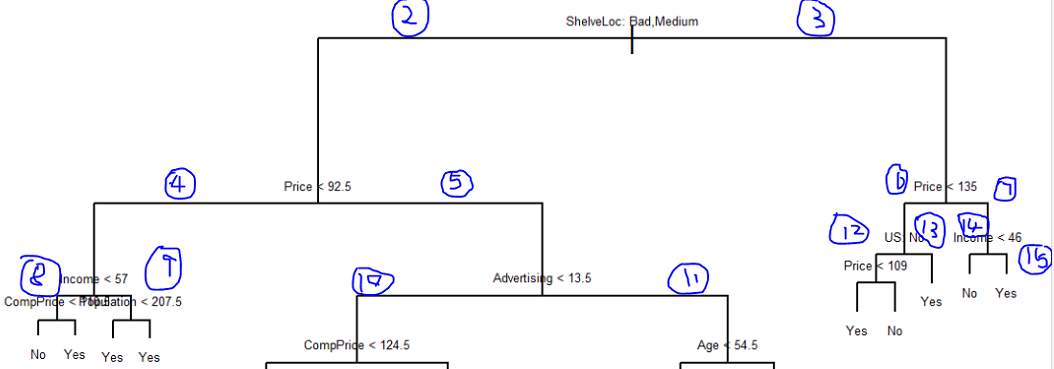 2 3
ShelveLoc: Bad,Medium
4 Price < 92.5 5 6 Price < 135 7
12 US: No 13 14 Income < 46
8 Income < 57 9 10 Advertising < 13.5 11 Price < 109 15
CompPrice < Population < 207.5 Yes No Yes
No Yes Yes Yes CompPrice < 124.5 Age < 54.5 Yes No